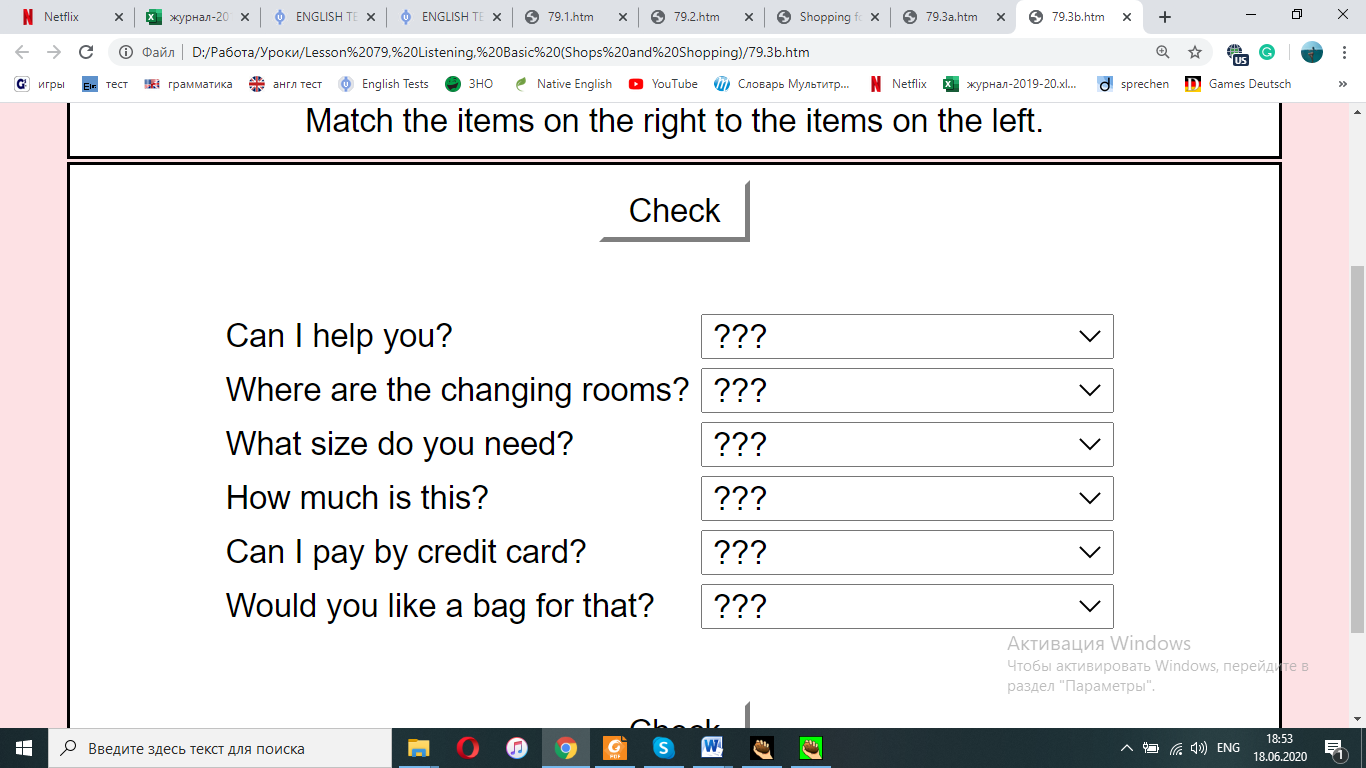 Netflix
журнал-20
ENGLISH TE
ENGLISH TE
79.1.htm
79.2.htm
Shopping fo
79.3a.htm
79.3b.htm
Файл
D:/Работа/Уроки/Lesson%2079,%20Listening,%20Basic%20(Shops%20and%20Shopping)/79.3b.htm
US
игры
тест
грамматика
англ тест
English Tests
ЗНО
Native English
YouTube
Словарь Мультитр...
Netflix
журнал-2019-20.xl...
sprechen
Games Deutsch
»
Match the items on the right to the items on the left.
Check
Can I help you? ???
Where are the changing rooms? ???
What size do you need? ???
How much is this? ???
Can I pay by credit card? ???
Would you like a bag for that? ???
Активация Windows
Чтобы активировать Windows, перейдите в
раздел "Параметры".
Check
Введите здесь текст для поиска
ENG
18:53
18.06.2020
1